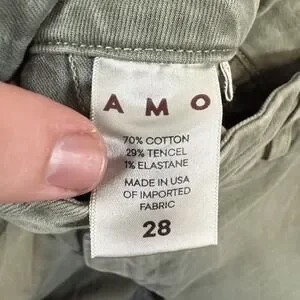 AMO
70% COTTON
29% TENCEL
1% ELASTANE
MADE IN USA
OF IMPORTED
FABRIC
28